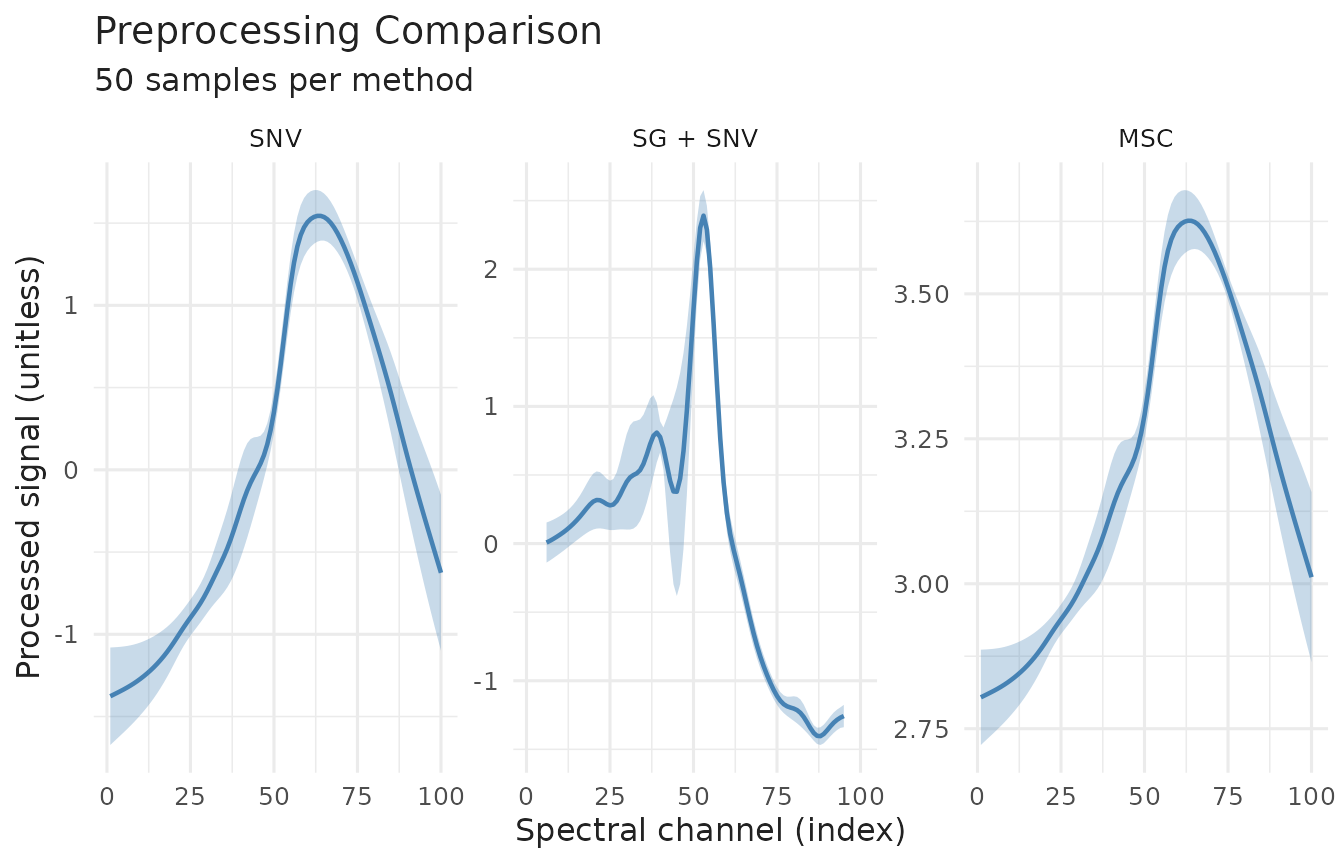 Preprocessing Comparison
50 samples per method
SNV
SG + SNV
MSC
Processed signal (unitless)
1
0
-1
2
1
0
-1
3.50
3.25
3.00
2.75
0 25 50 75 100
0 25 50 75 100
0 25 50 75 100
Spectral channel (index)